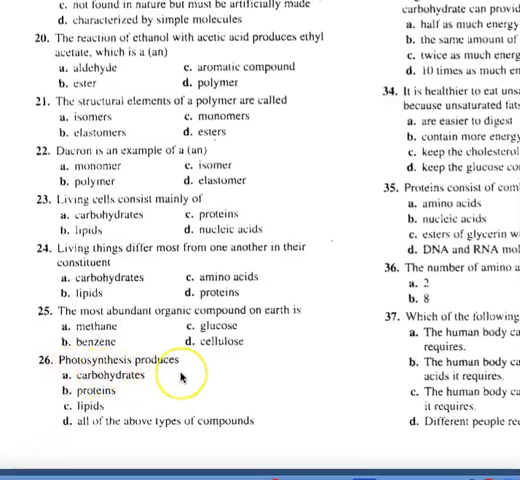 c. not found in nature but must be artificially made
d. characterized by simple molecules
20. The reaction of ethanol with acetic acid produces ethyl
acetate, which is a (an)
a. aldehyde c. aromatic compound
b. ester d. polymer
21. The structural elements of a polymer are called
a. isomers c. monomers
b. elastomers d. esters
22. Dacron is an example of a (an)
a. monomer c. isomer
b. polymer d. elastomer
23. Living cells consist mainly of
a. carbohydrates c. proteins
b. lipids d. nucleic acids
24. Living things differ most from one another in their
constituent
a. carbohydrates c. amino acids
b. lipids d. proteins
25. The most abundant organic compound on earth is
a. methane c. glucose
b. benzene d. cellulose
26. Photosynthesis produces
a. carbohydrates
b. proteins
c. lipids
d. all of the above types of compounds
carbohydrate can provid
a. half as much energy
b. the same amount of
c. twice as much energ
d. 10 times as much en
34. It is healthier to eat uns
because unsaturated fat
a. are easier to digest
b. contain more energy
c. keep the cholesterol
d. keep the glucose co
35. Proteins consist of com
a. amino acids
b. nucleic acids
c. esters of glycerin w
d. DNA and RNA mol
36. The number of amino a
a. 2
b. 8
37. Which of the following
a. The human body ca
requires.
b. The human body ca
acids it requires.
c. The human body ca
it requires.
d. Different people re